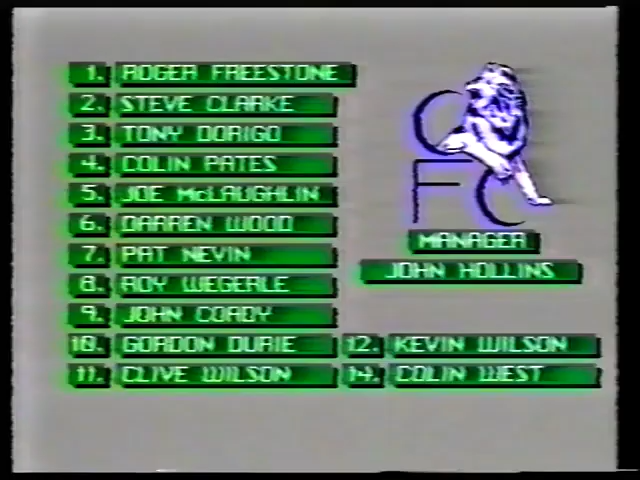 1. ROGER FREESTONE
2. STEVE CLARKE
3. TONY DORIGO
4. COLIN PATES
5. JOE McLAUGHLIN
6. DARREN WOOD
7. PAT NEVIN
8. ROY WEGERLE
9. JOHN COADY
10. GORDON DURIE
11. CLIVE WILSON
CFC
MANAGER
JOHN HOLLINS
12. KEVIN WILSON
14. COLIN WEST